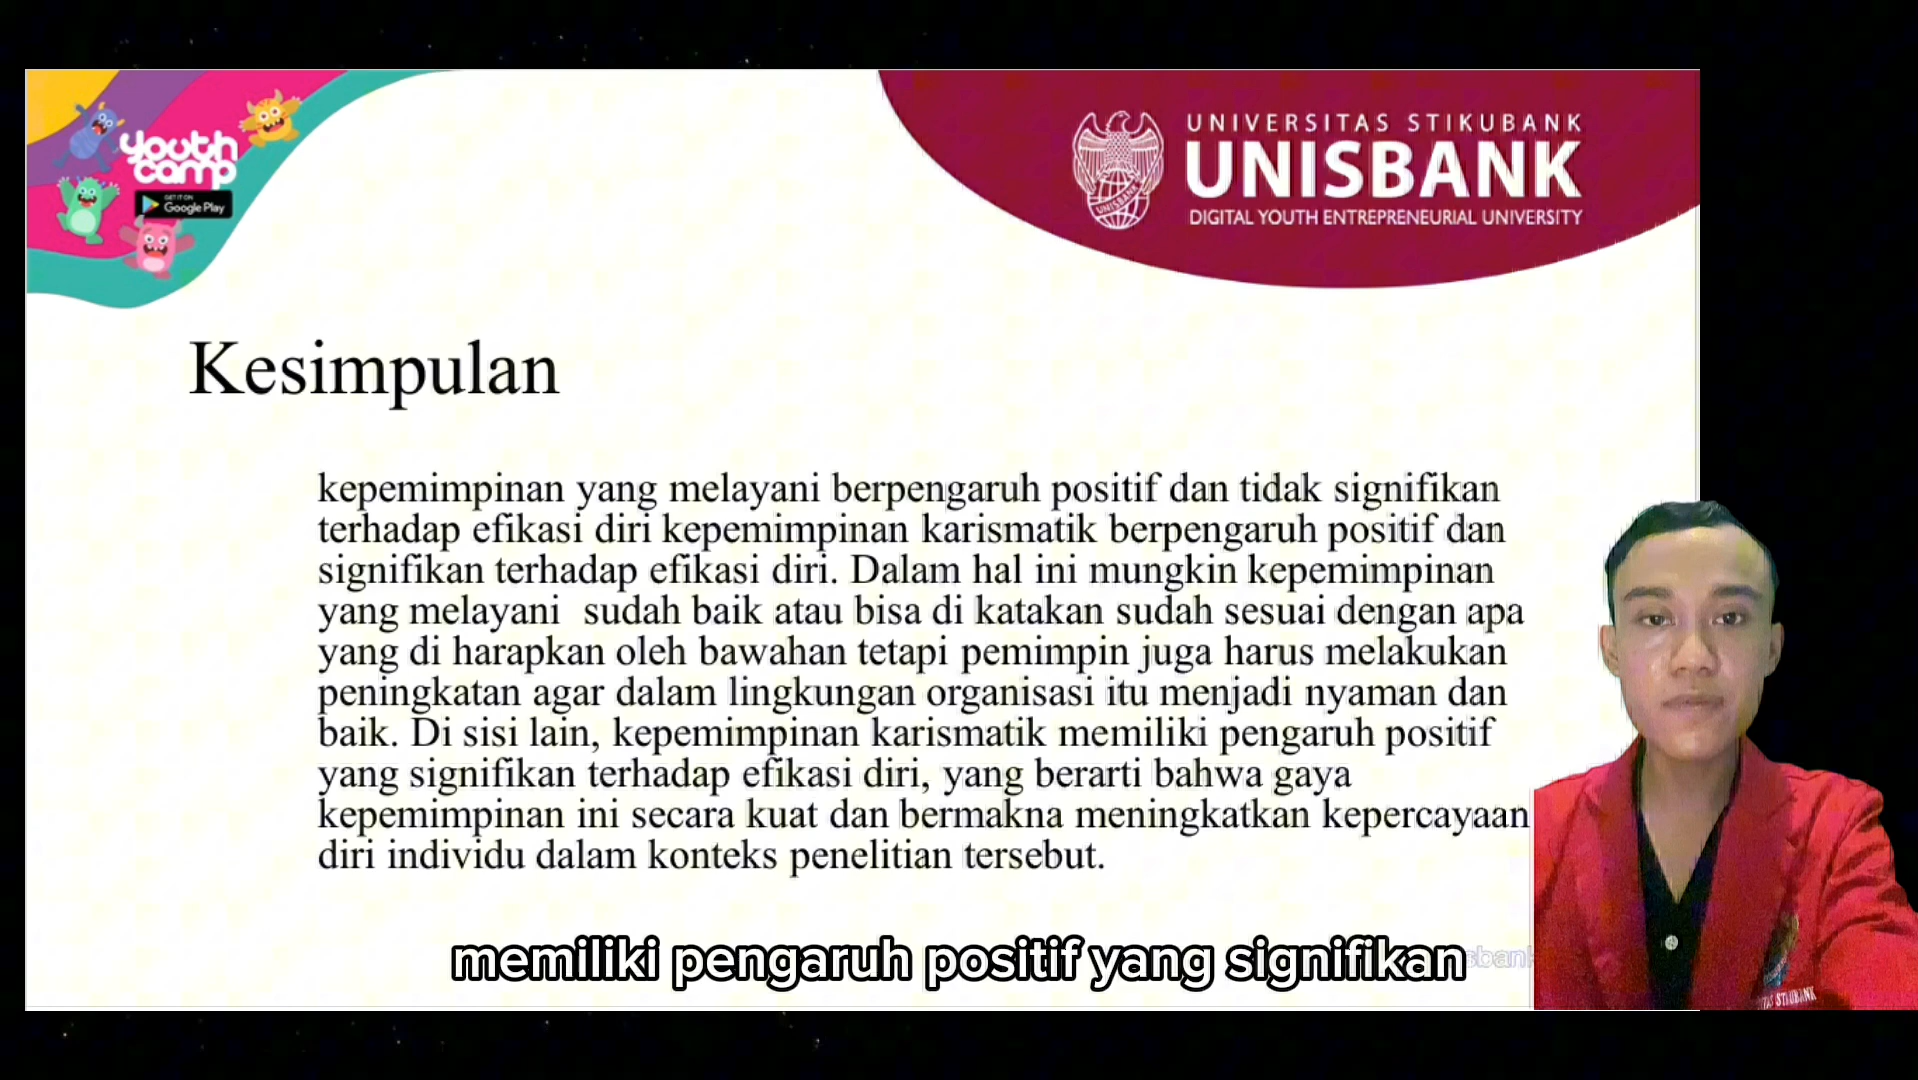 youth
camp
GET IT ON
Google Play
UNIVERSITAS STIKUBANK
UNISBANK
DIGITAL YOUTH ENTREPRENEURIAL UNIVERSITY
UNISBANK
Kesimpulan
kepemimpinan yang melayani berpengaruh positif dan tidak signifikan
terhadap efikasi diri kepemimpinan karismatik berpengaruh positif dan
signifikan terhadap efikasi diri. Dalam hal ini mungkin kepemimpinan
yang melayani  sudah baik atau bisa di katakan sudah sesuai dengan apa
yang di harapkan oleh bawahan tetapi pemimpin juga harus melakukan
peningkatan agar dalam lingkungan organisasi itu menjadi nyaman dan
baik. Di sisi lain, kepemimpinan karismatik memiliki pengaruh positif
yang signifikan terhadap efikasi diri, yang berarti bahwa gaya
kepemimpinan ini secara kuat dan bermakna meningkatkan kepercayaan
diri individu dalam konteks penelitian tersebut.
memiliki pengaruh positif yang signifikan
STIKUBANK